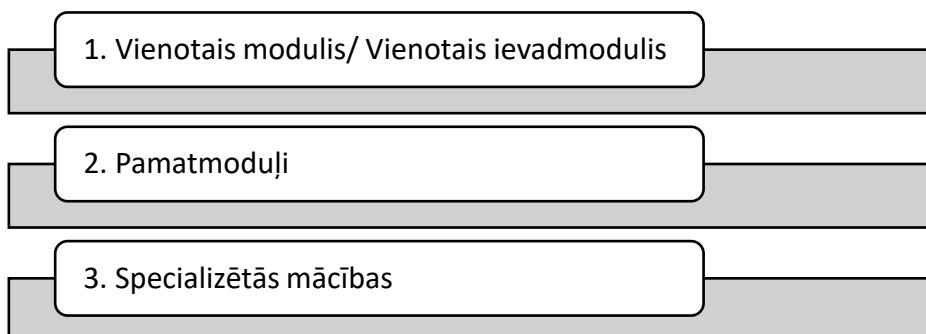 1. Vienotais modulis/ Vienotais ievadmodulis
2. Pamatmoduļi
3. Specializētās mācības